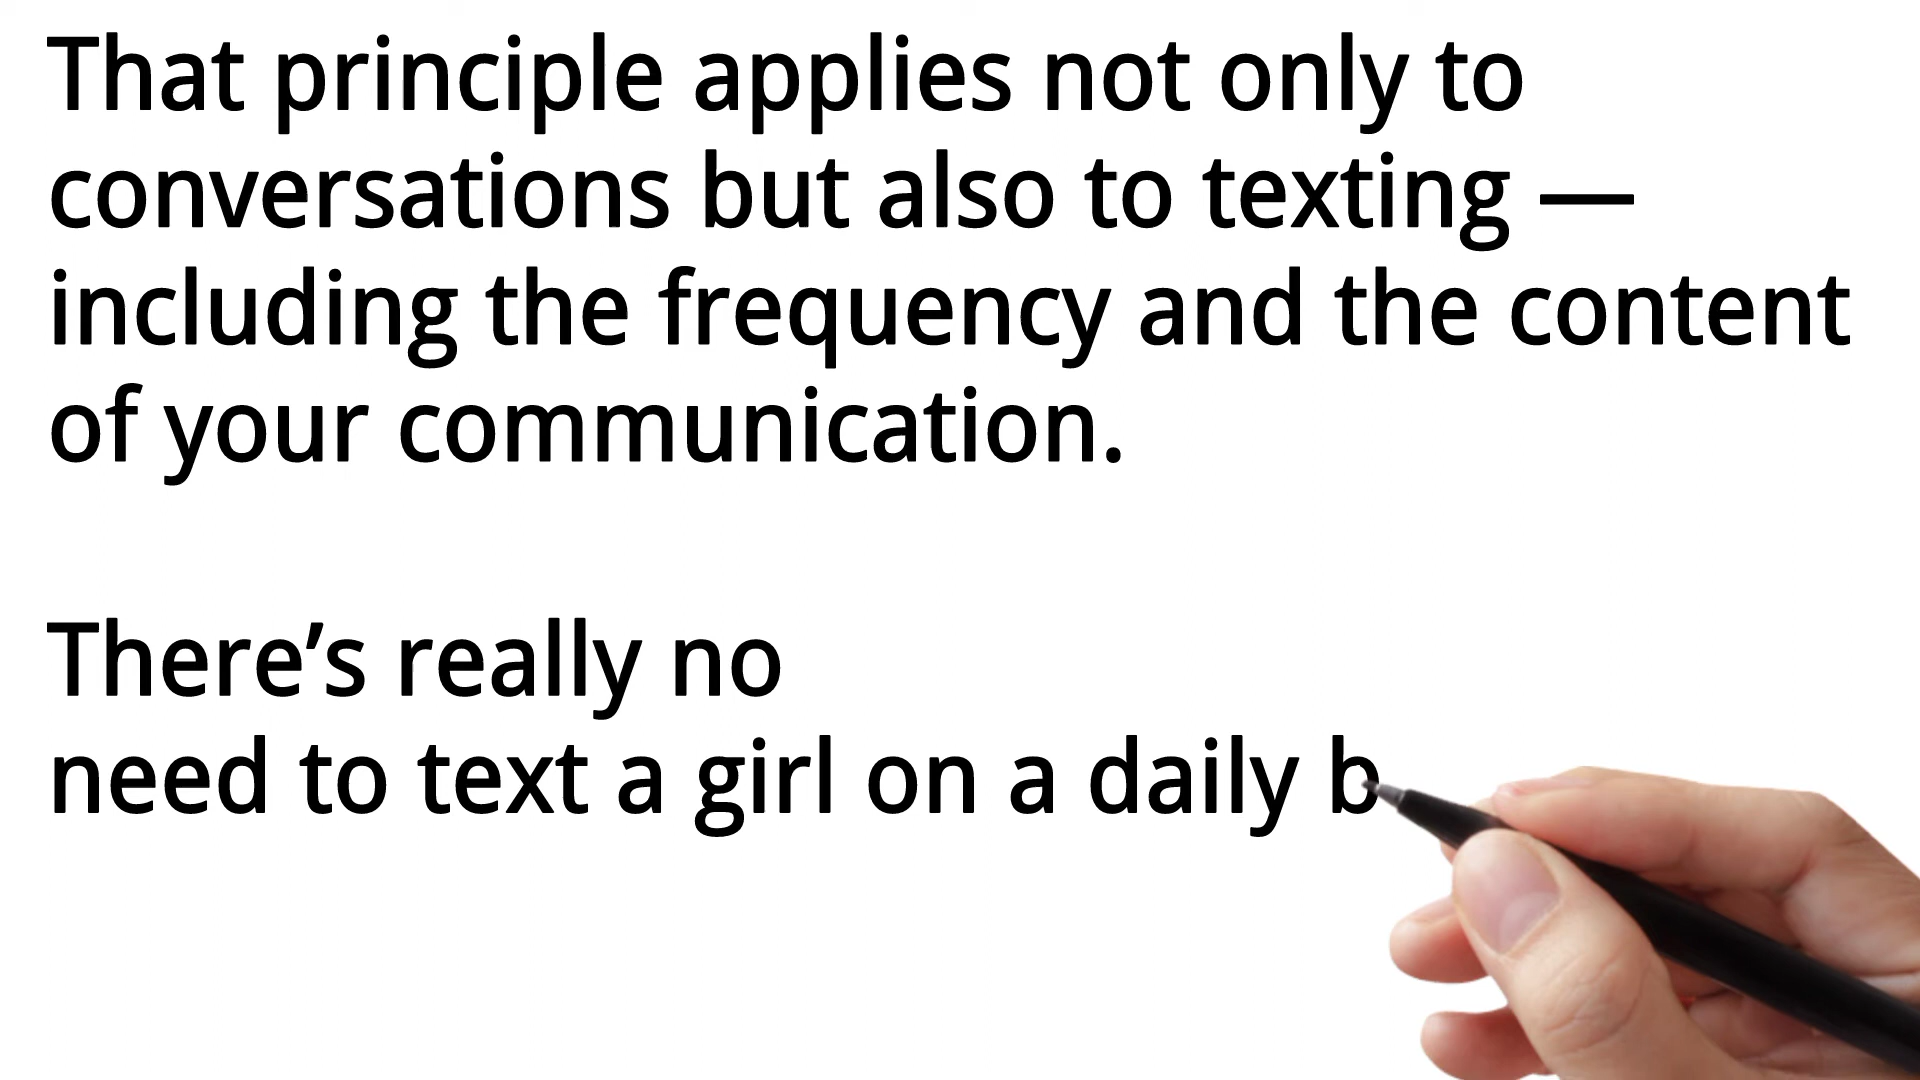 That principle applies not only to
conversations but also to texting —
including the frequency and the content
of your communication.
There’s really no
need to text a girl on a daily b